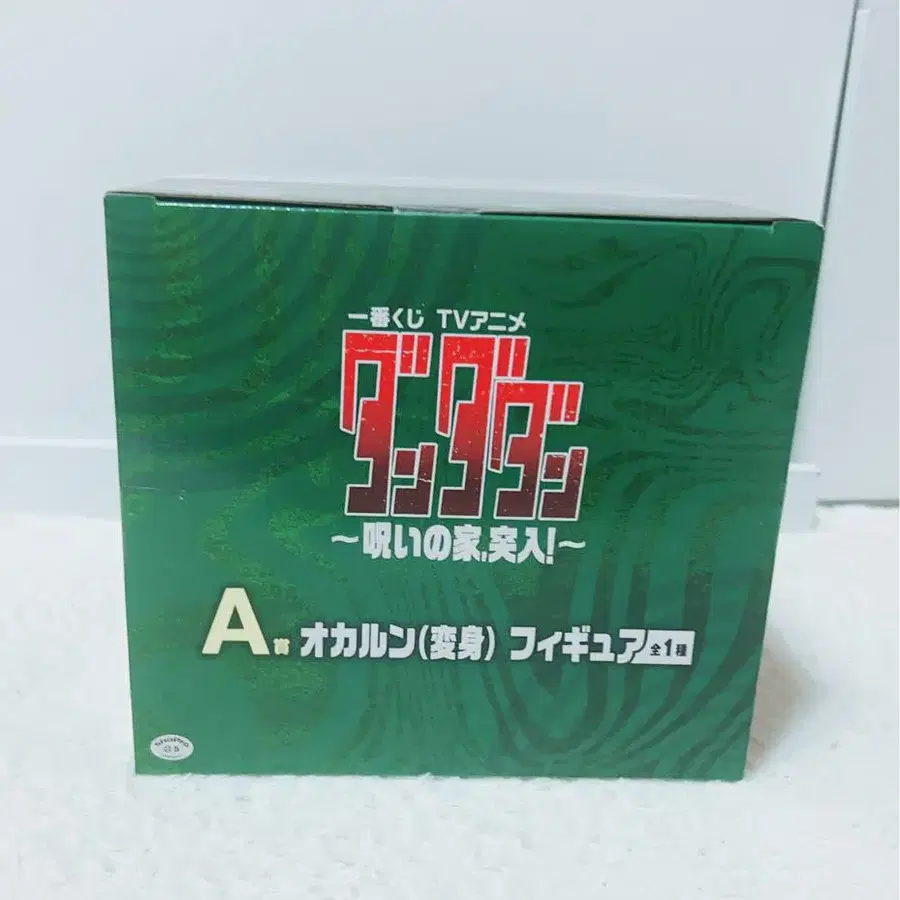 一番くじ TVアニメ
ダンダダン
～呪いの家、突入!～
A賞 オカルン(変身) フィギュア 全1種